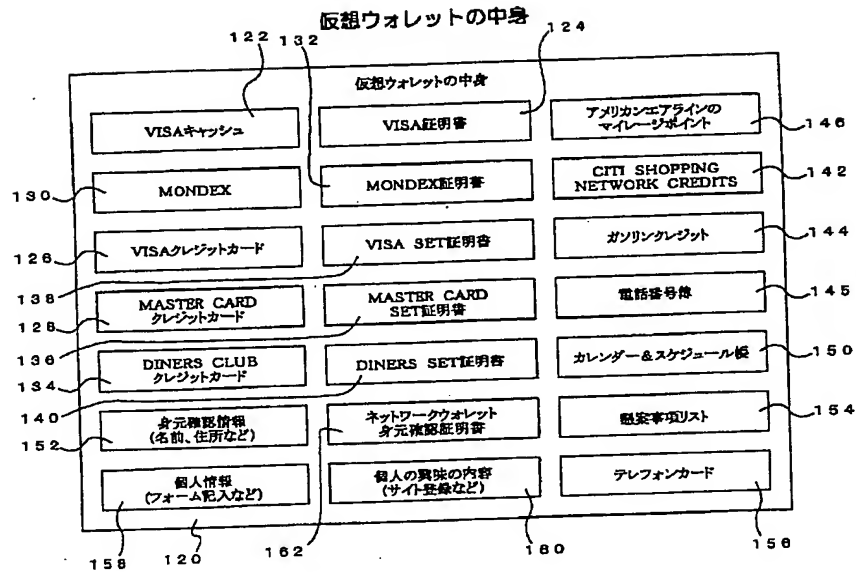 仮想ウォレットの中身
132
122
124
仮想ウォレットの中身
VISAキャッシュ
VISA証明書
アメリカンエアラインの
マイレージポイント
146
130
MONDEX
MONDEX証明書
CITI SHOPPING
NETWORK CREDITS
142
126
VISAクレジットカード
VISA SET証明書
ガソリンクレジット
144
138
128
MASTER CARD
クレジットカード
MASTER CARD
SET証明書
電話番号簿
145
136
134
DINERS CLUB
クレジットカード
DINERS SET証明書
カレンダー&スケジュール帳
150
140
152
身元確認情報
(名前、住所など)
ネットワークウォレット
身元確認証明書
懸案事項リスト
154
個人情報
(フォーム記入など)
個人の興味の内容
(サイト登録など)
テレフォンカード
158
120
162
160
156